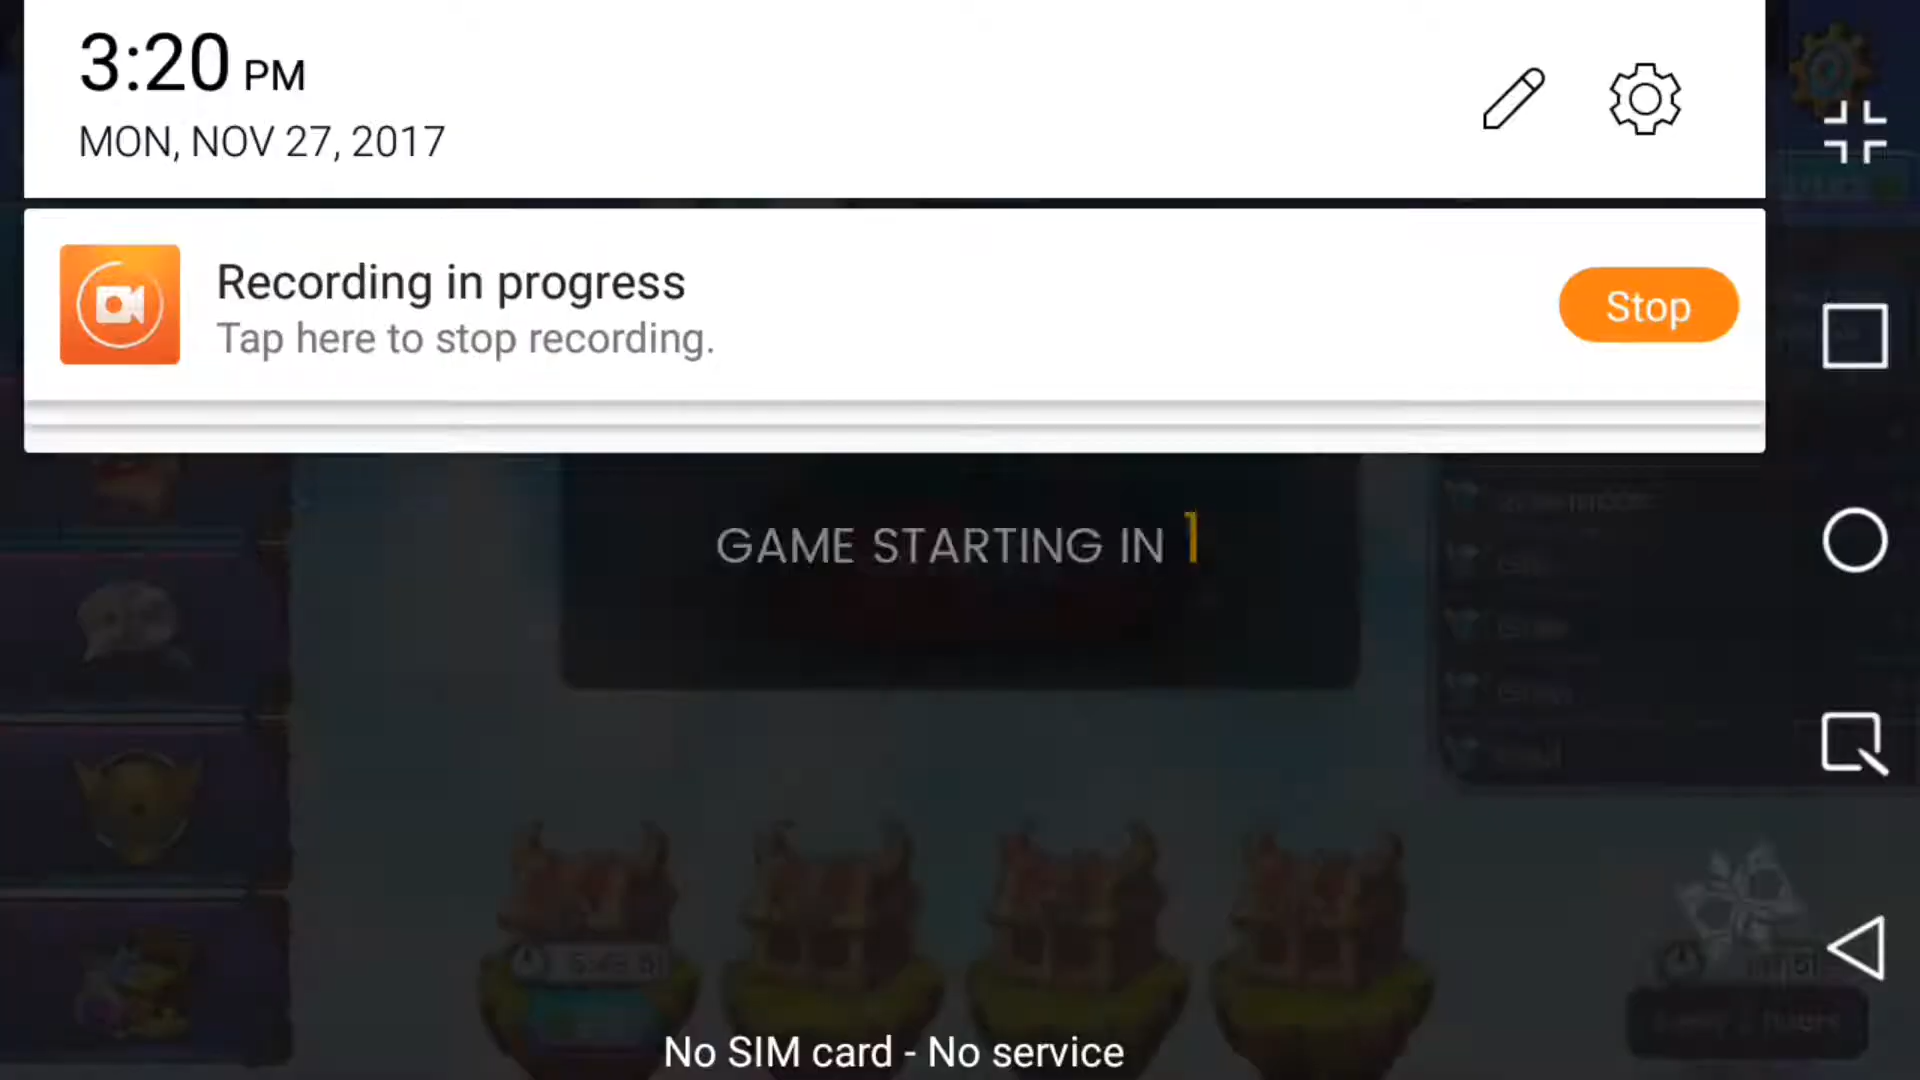 3:20 PM
MON, NOV 27, 2017
Recording in progress
Tap here to stop recording.
Stop
GAME STARTING IN 1
No SIM card - No service